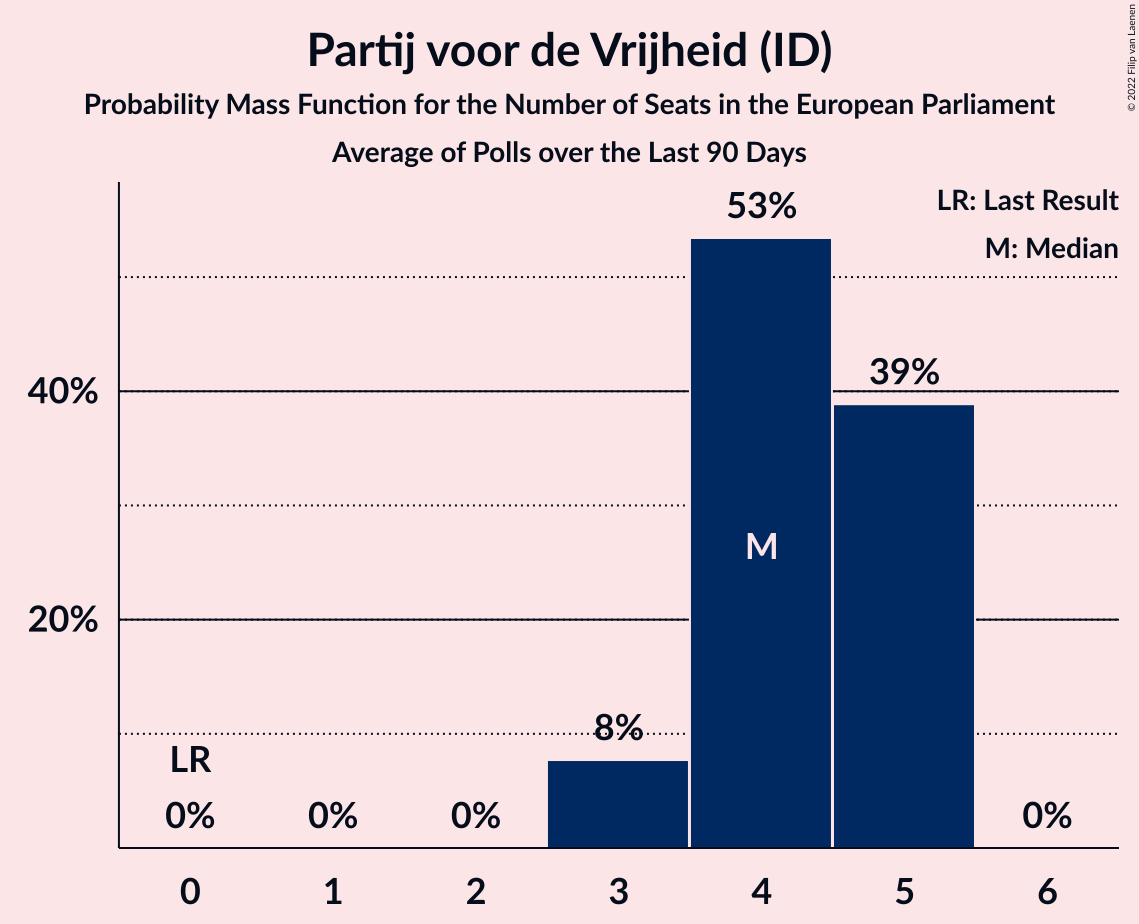 Partij voor de Vrijheid (ID)
Probability Mass Function for the Number of Seats in the European Parliament
Average of Polls over the Last 90 Days
© 2022 Filip van Laenen
LR: Last Result
M: Median
53%
39%
40%
M
20%
8%
LR
0% 0% 0% 0%
0 1 2 3 4 5 6